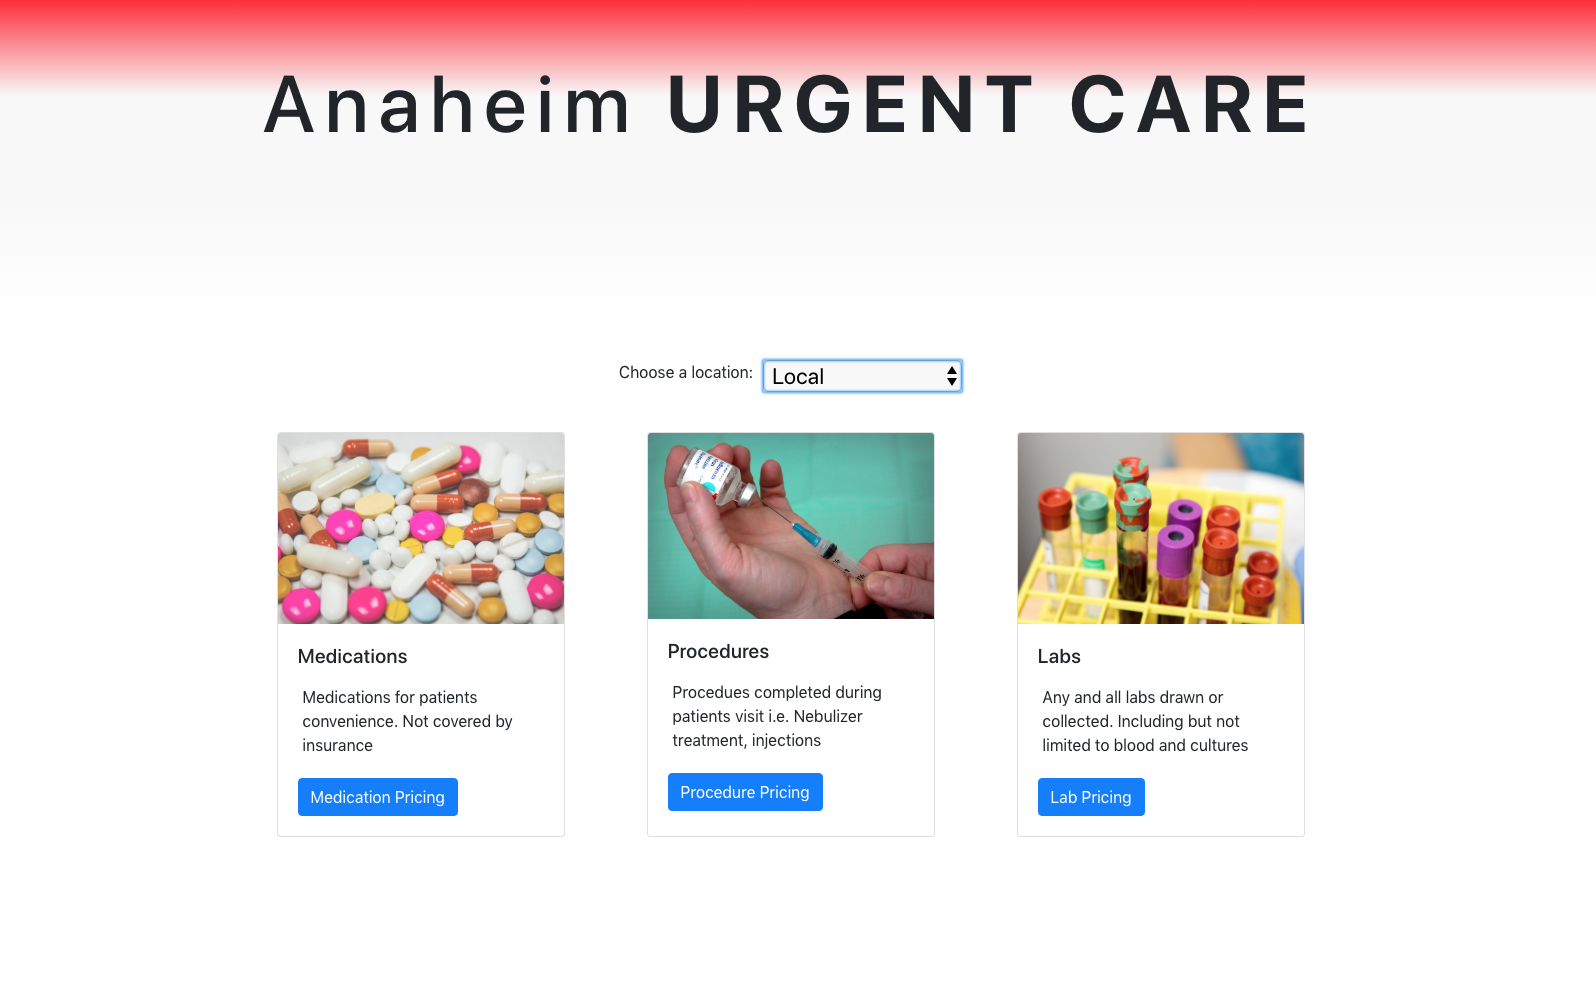 Anaheim URGENT CARE
Choose a location: Local
Medications
Medications for patients
convenience. Not covered by
insurance
Medication Pricing
Procedures
Procedues completed during
patients visit i.e. Nebulizer
treatment, injections
Procedure Pricing
Labs
Any and all labs drawn or
collected. Including but not
limited to blood and cultures
Lab Pricing